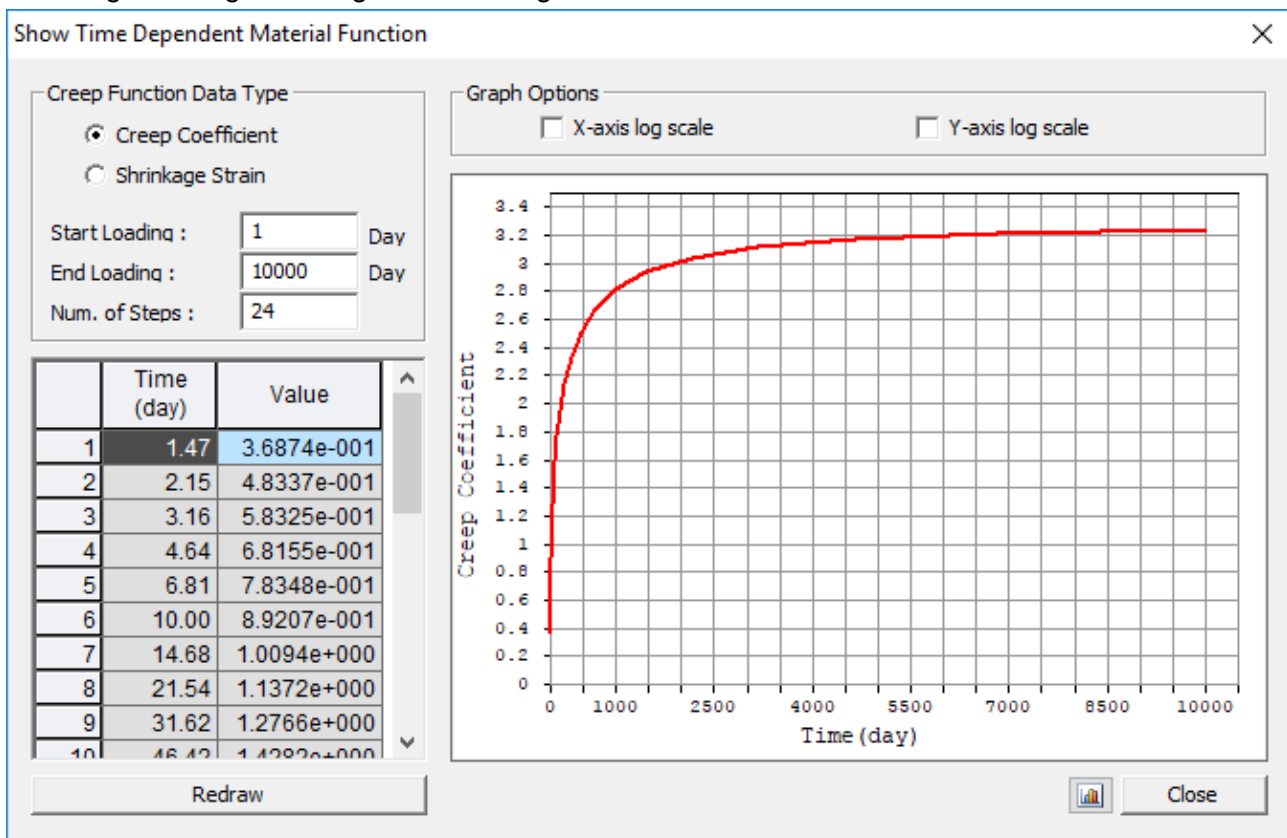 Show Time Dependent Material Function
Creep Function Data Type
Creep Coefficient
Shrinkage Strain
Start Loading : 1 Day
End Loading : 10000 Day
Num. of Steps : 24
Time (day) Value
1 1.47 3.6874e-001
2 2.15 4.8337e-001
3 3.16 5.8325e-001
4 4.64 6.8155e-001
5 6.81 7.8348e-001
6 10.00 8.9207e-001
7 14.68 1.0094e+000
8 21.54 1.1372e+000
9 31.62 1.2766e+000
10 46.42 1.4282e+000
Redraw
Graph Options
X-axis log scale Y-axis log scale
3.4
3.2
3
2.8
2.6
2.4
2.2
2
1.8
1.6
1.4
1.2
1
0.8
0.6
0.4
0.2
0
Creep Coefficient
0 1000 2500 4000 5500 7000 8500 10000
Time(day)
Close